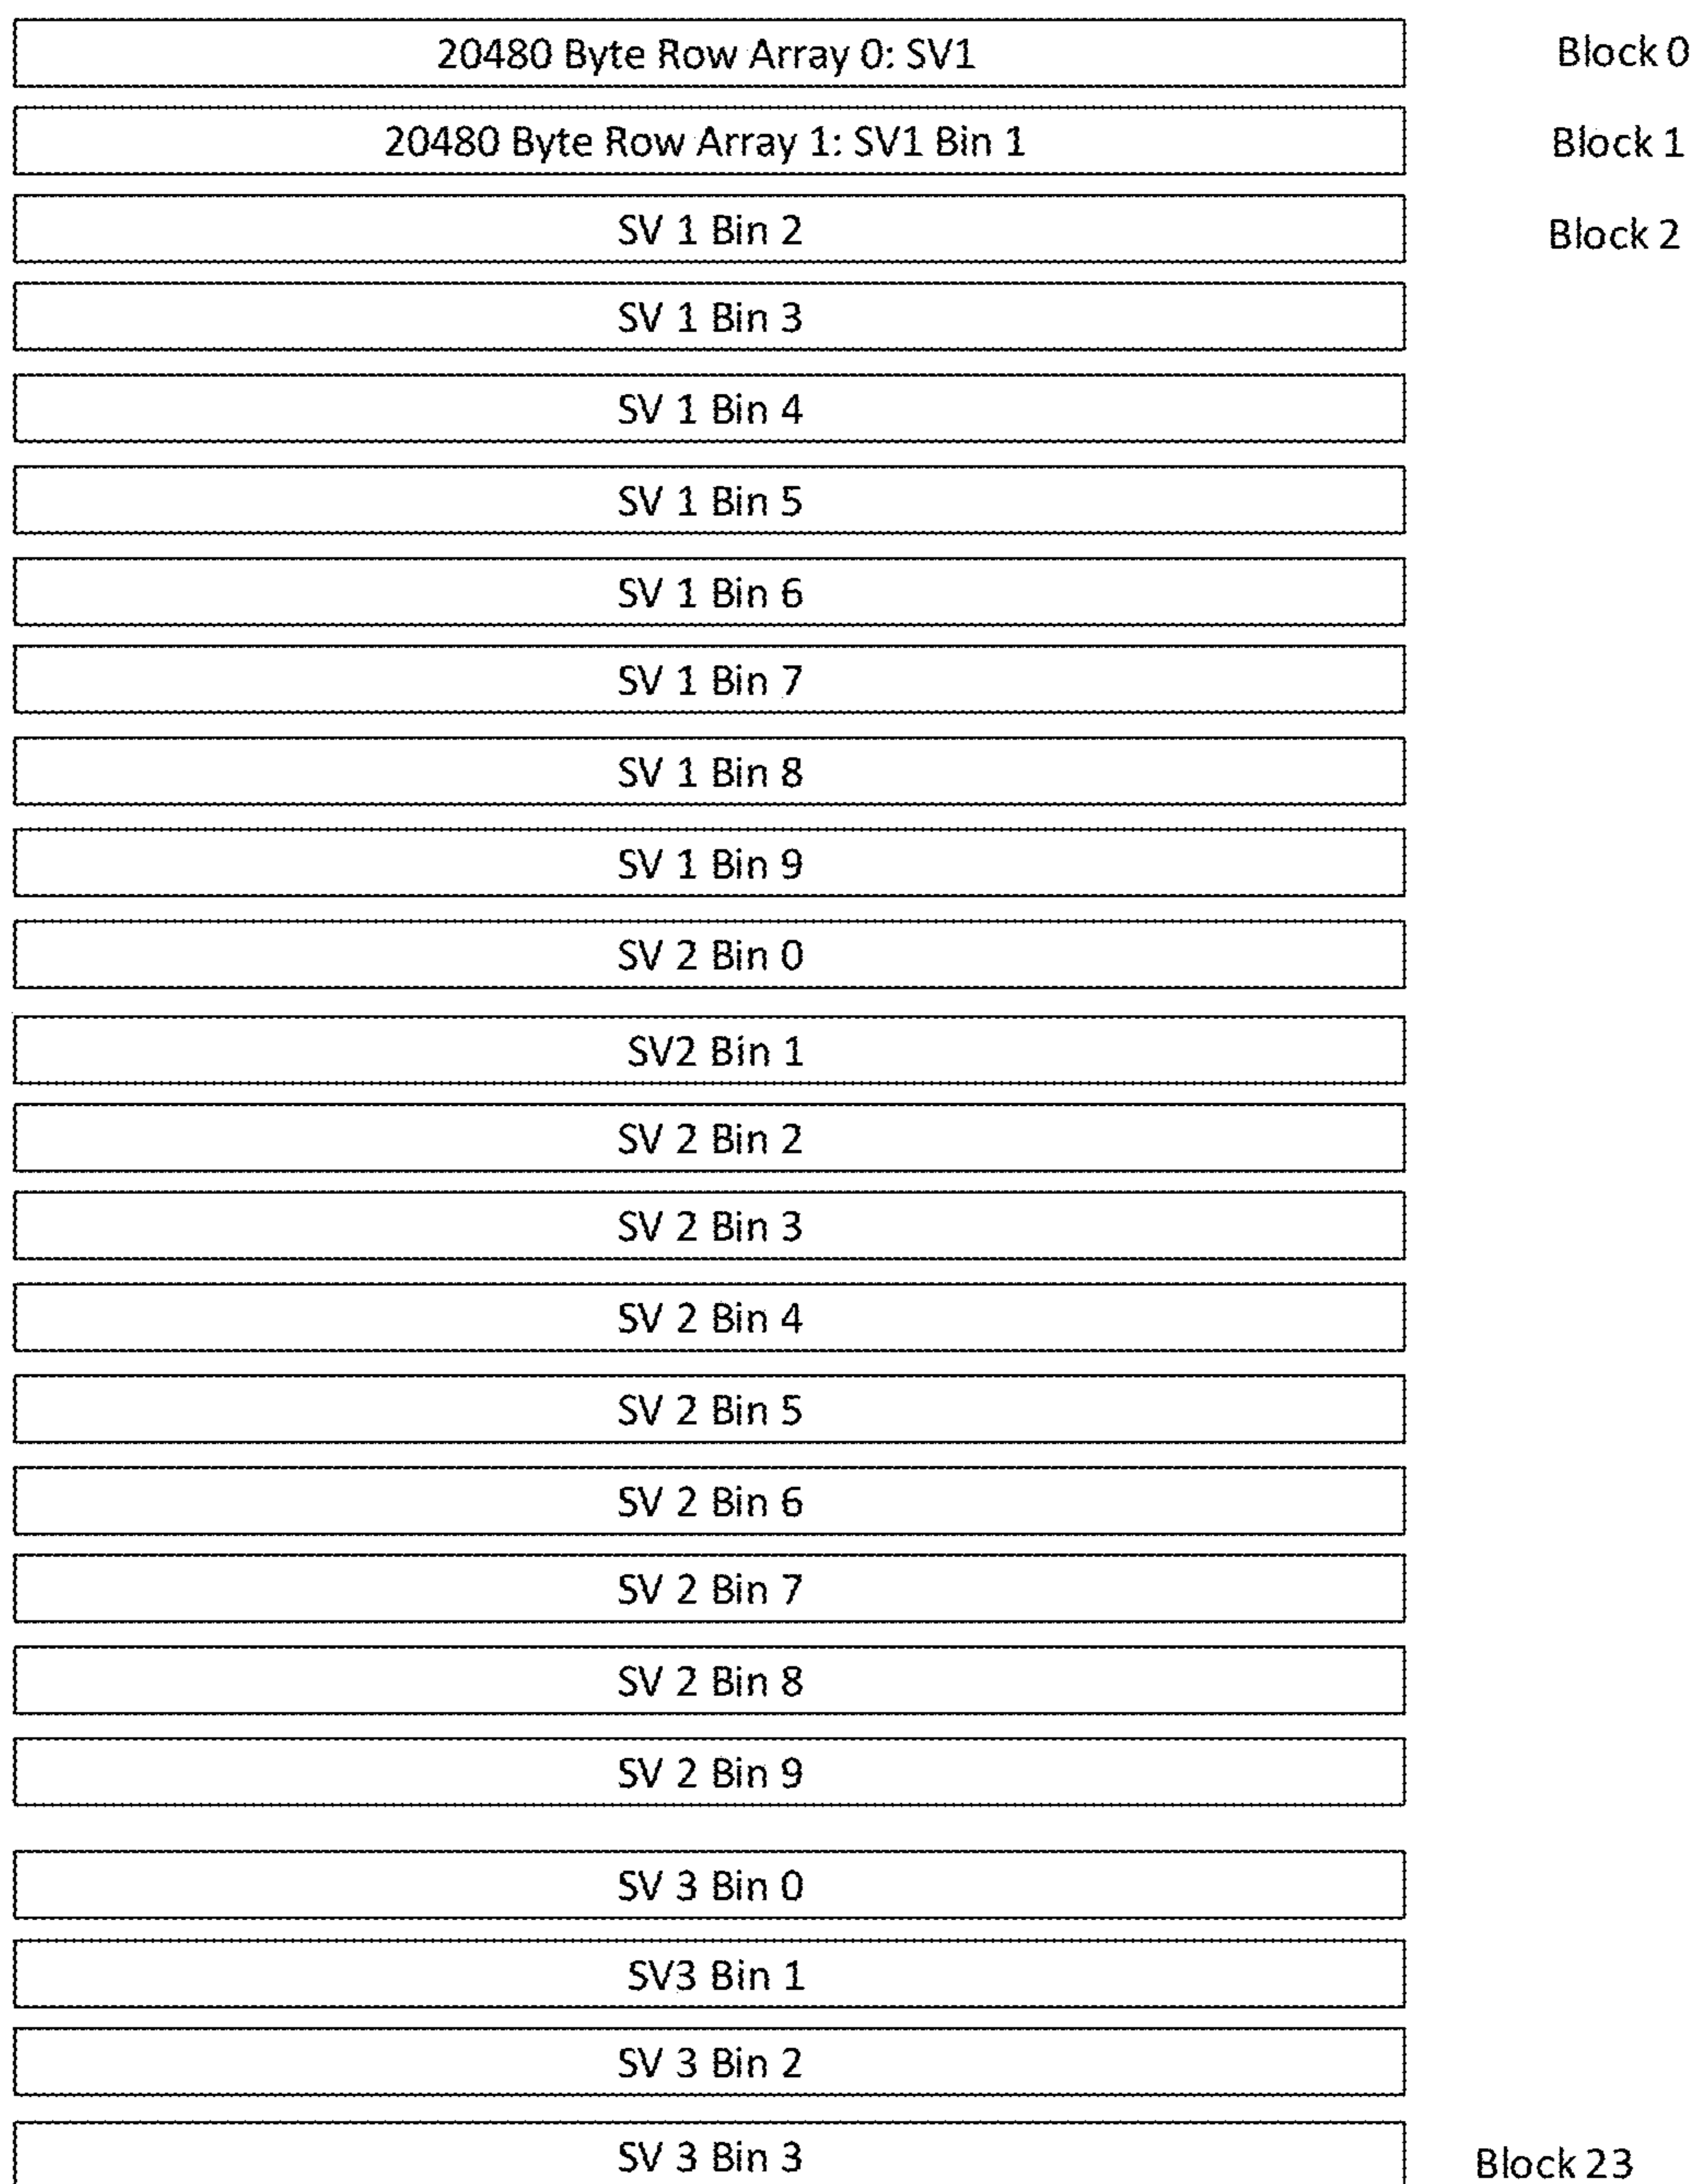 20480 Byte Row Array 0: SV1 Block 0
20480 Byte Row Array 1: SV1 Bin 1 Block 1
SV 1 Bin 2 Block 2
SV 1 Bin 3
SV 1 Bin 4
SV 1 Bin 5
SV 1 Bin 6
SV 1 Bin 7
SV 1 Bin 8
SV 1 Bin 9
SV 2 Bin 0
SV2 Bin 1
SV 2 Bin 2
SV 2 Bin 3
SV 2 Bin 4
SV 2 Bin 5
SV 2 Bin 6
SV 2 Bin 7
SV 2 Bin 8
SV 2 Bin 9
SV 3 Bin 0
SV3 Bin 1
SV 3 Bin 2
SV 3 Bin 3 Block 23